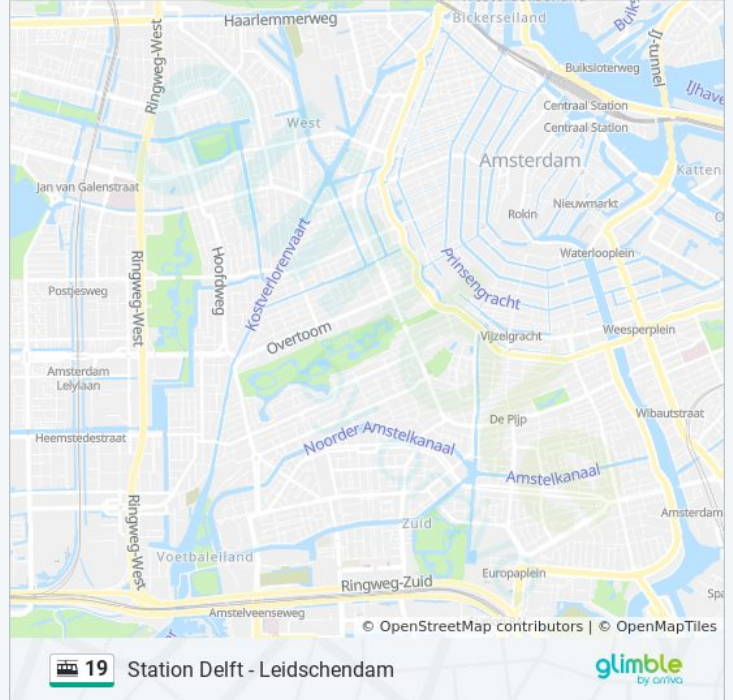 Haarlemmerweg
Bickerseiland
Buiks
IJ-tunnel
Ringweg-West
Buiksloterweg
IJhave
Centraal Station
West
Centraal Station
Amsterdam
Katten
Jan van Galenstraat
Nieuwmarkt
Rokin
O
Kostverlorenvaart
Hoofdweg
Waterlooplein
Prinsengracht
Postjesweg
Ringweg-West
Overtoom
Vijzelgracht
Weesperplein
Amsterdam
Lelylaan
De Pijp
Wibautstraat
Heemstedestraat
Noorder Amstelkanaal
Amstelkanaal
Ringweg-West
Amsterdam
Zuid
Voetbaleiland
Europaplein
Ringweg-Zuid
Spa
Amstelveenseweg
© OpenStreetMap contributors | © OpenMapTiles
19 Station Delft - Leidschendam
glimble
by arriva